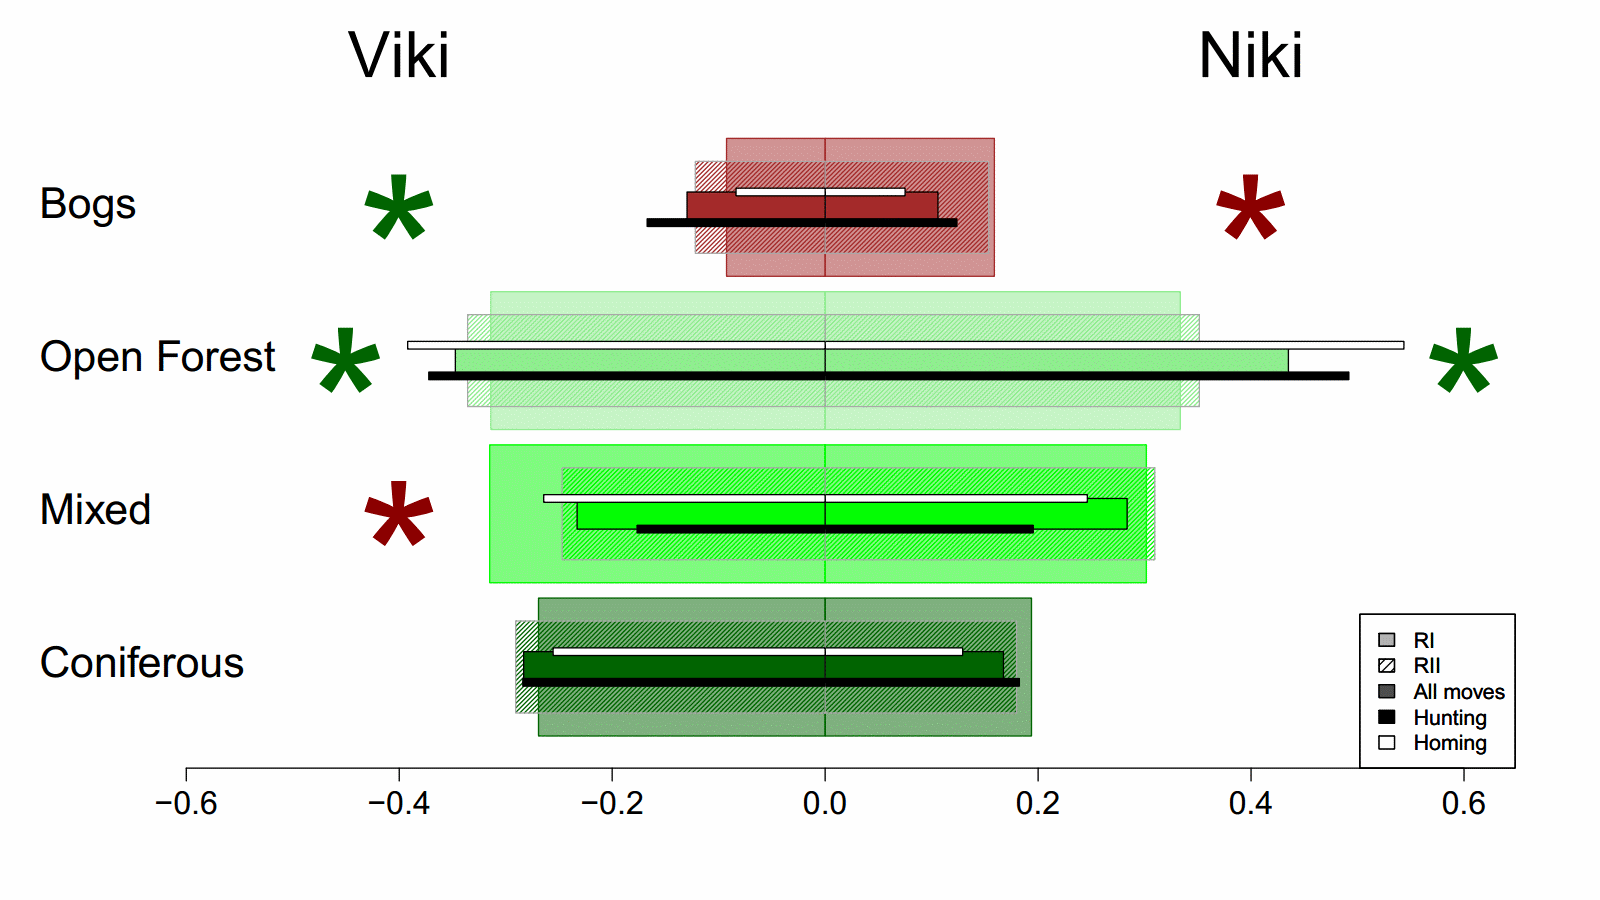 Viki Niki
Bogs
Open Forest
Mixed
Coniferous
RI
RII
All moves
Hunting
Homing
−0.6 −0.4 −0.2 0.0 0.2 0.4 0.6